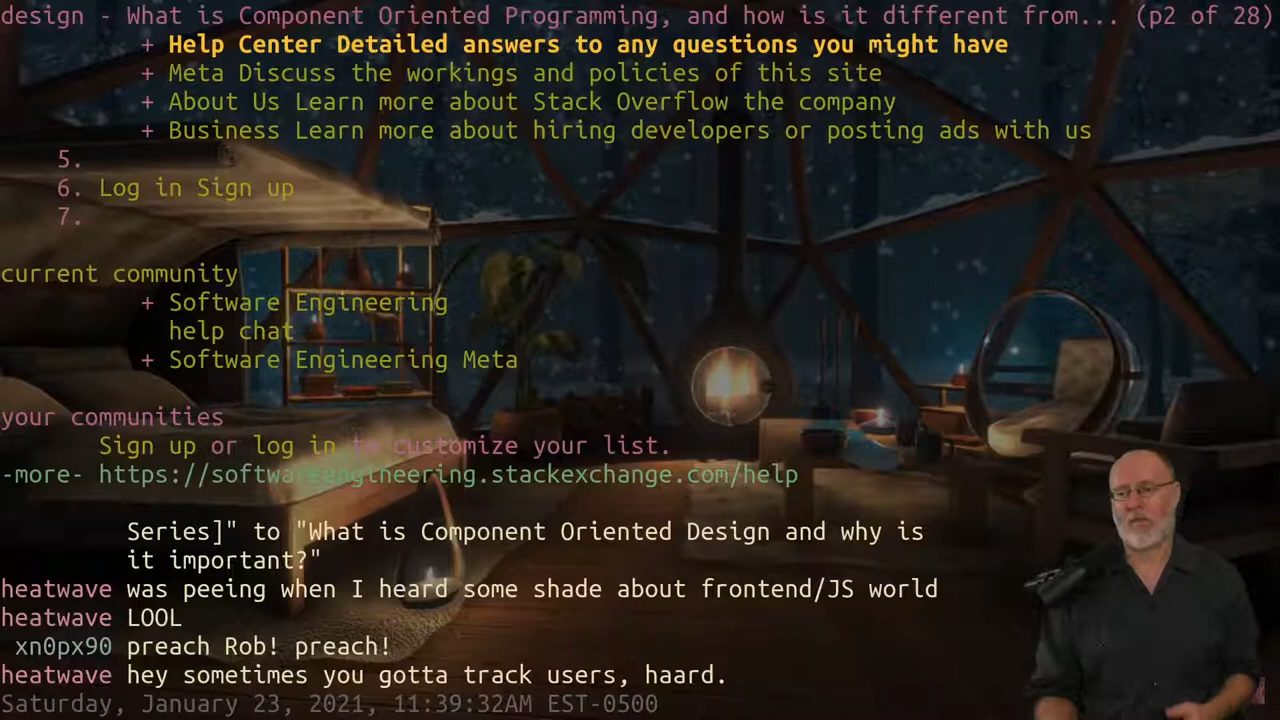 design - What is Component Oriented Programming, and how is it different from... (p2 of 28)
+ Help Center Detailed answers to any questions you might have
+ Meta Discuss the workings and policies of this site
+ About Us Learn more about Stack Overflow the company
+ Business Learn more about hiring developers or posting ads with us
5.
6. Log in Sign up
7.
current community
+ Software Engineering
help chat
+ Software Engineering Meta
your communities
Sign up or log in to customize your list.
-more- https://softwareengineering.stackexchange.com/help
Series]" to "What is Component Oriented Design and why is
it important?"
heatwave was peeing when I heard some shade about frontend/JS world
heatwave LOOL
xn0px90 preach Rob! preach!
heatwave hey sometimes you gotta track users, haard.
Saturday, January 23, 2021, 11:39:32AM EST-0500